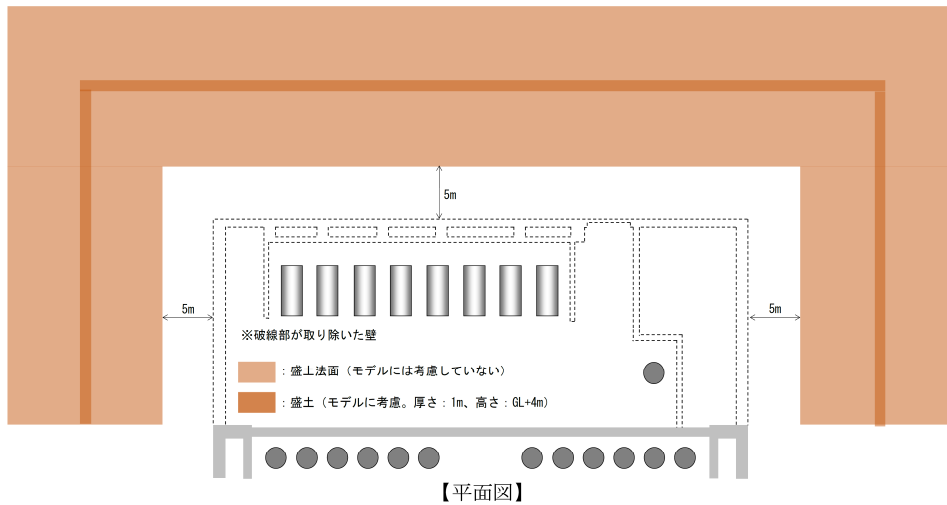 5m
5m
5m
※破線部が取り除いた壁
：盛土法面（モデルには考慮していない）
：盛土（モデルに考慮。厚さ：1m、高さ：GL+4m）
【平面図】